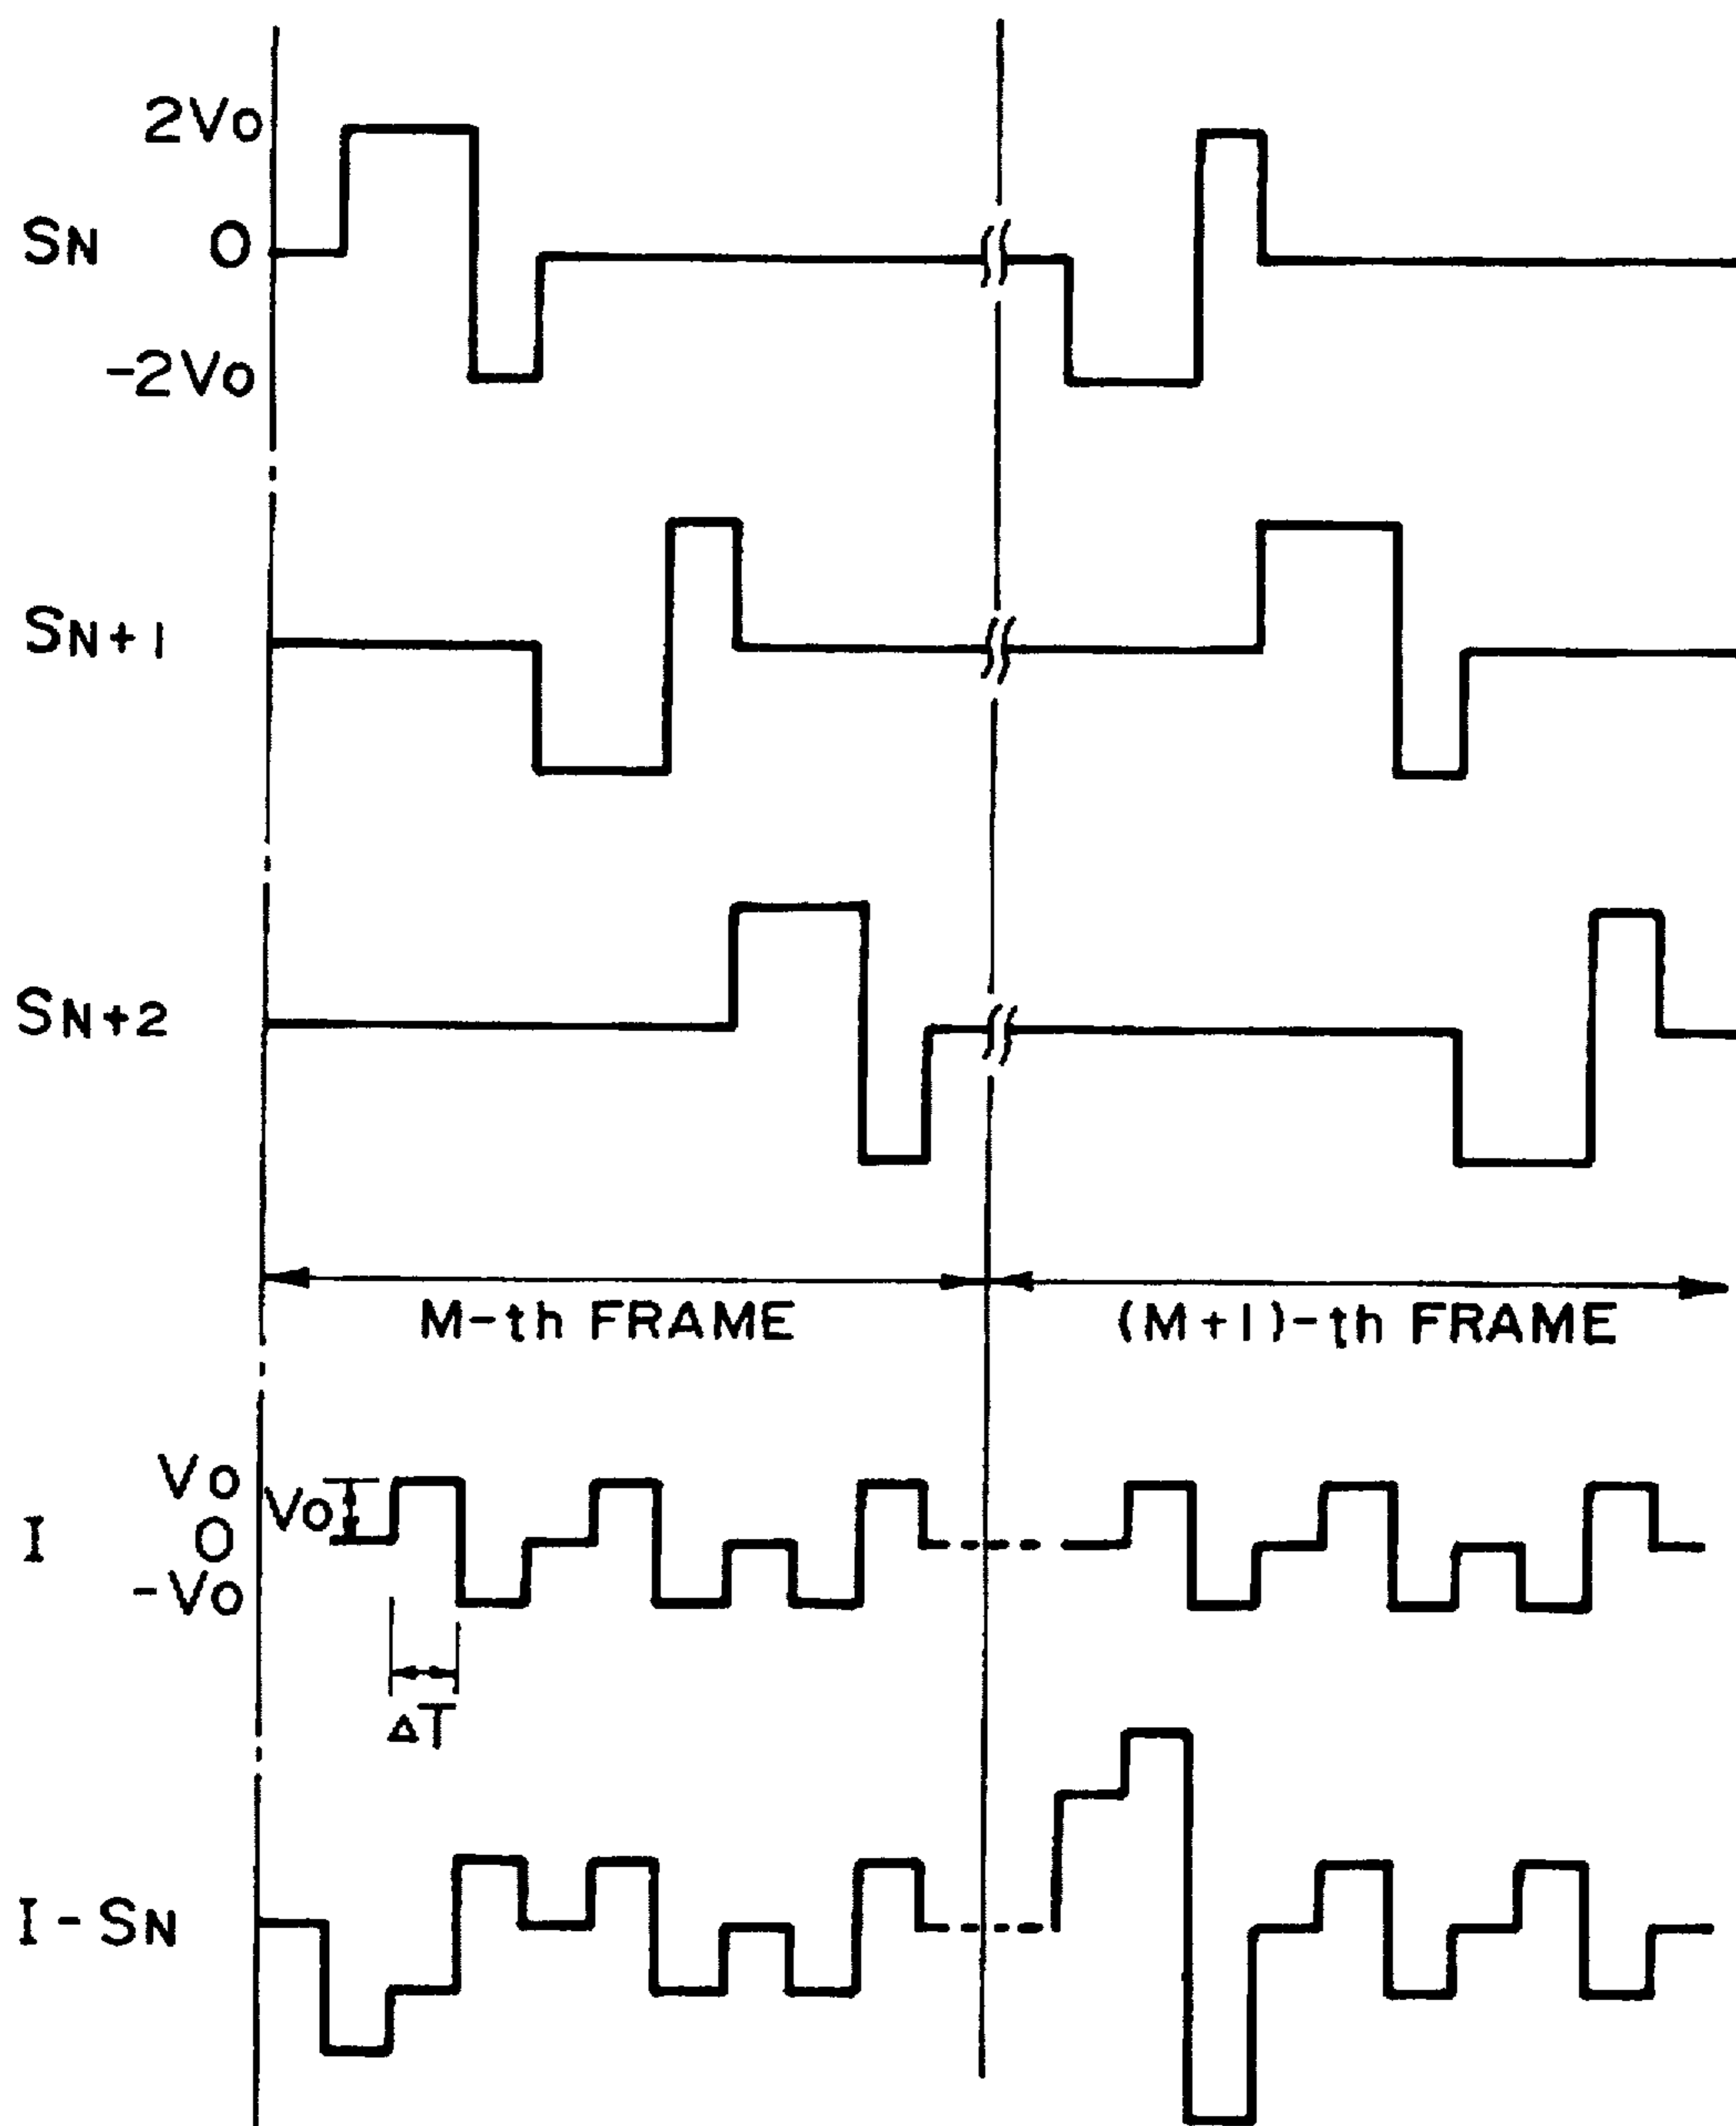 2Vo
SN 0
-2Vo
SN+1
SN+2
M-th FRAME (M+1)-th FRAME
Vo
Vo
I 0
-Vo
ΔT
I-SN